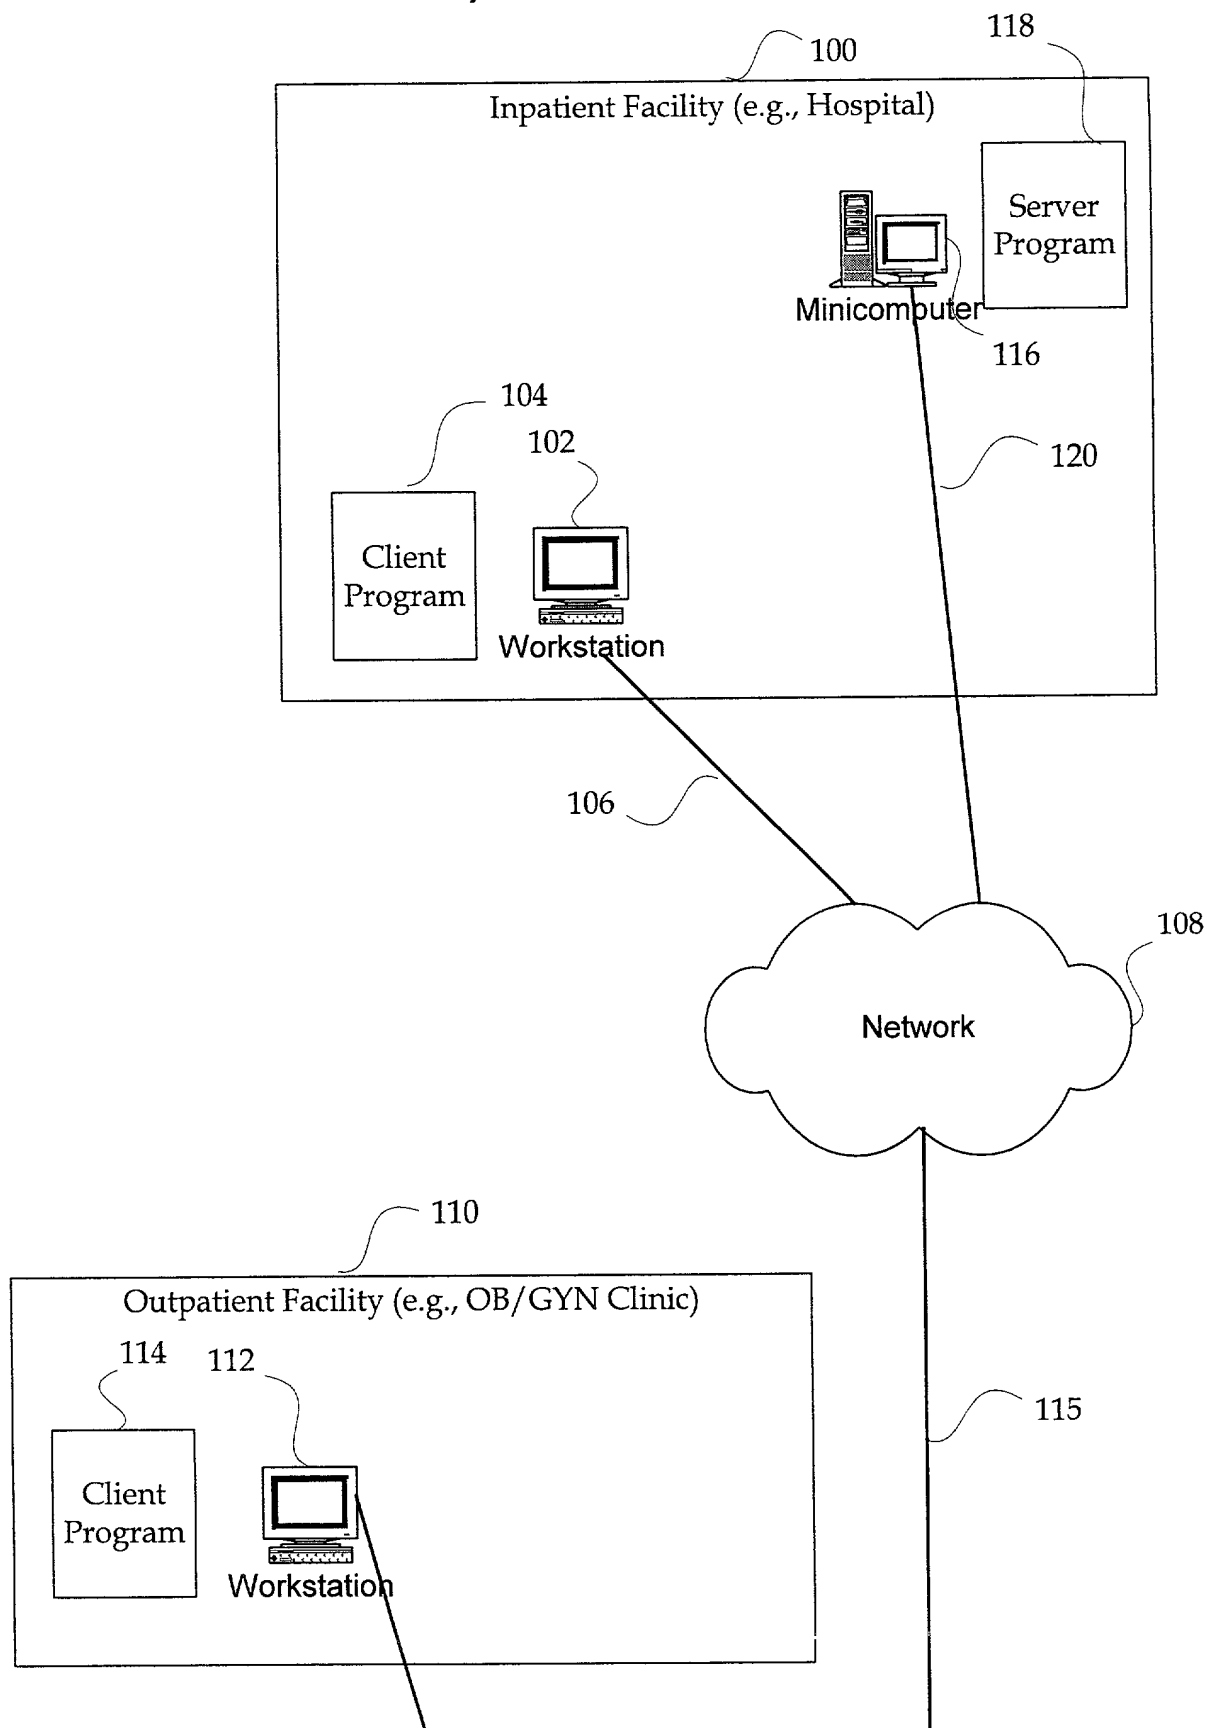 118
100
Inpatient Facility (e.g., Hospital)
Server
Program
Minicomputer
116
104
102
120
Client
Program
Workstation
106
108
Network
110
Outpatient Facility (e.g., OB/GYN Clinic)
114
112
115
Client
Program
Workstation